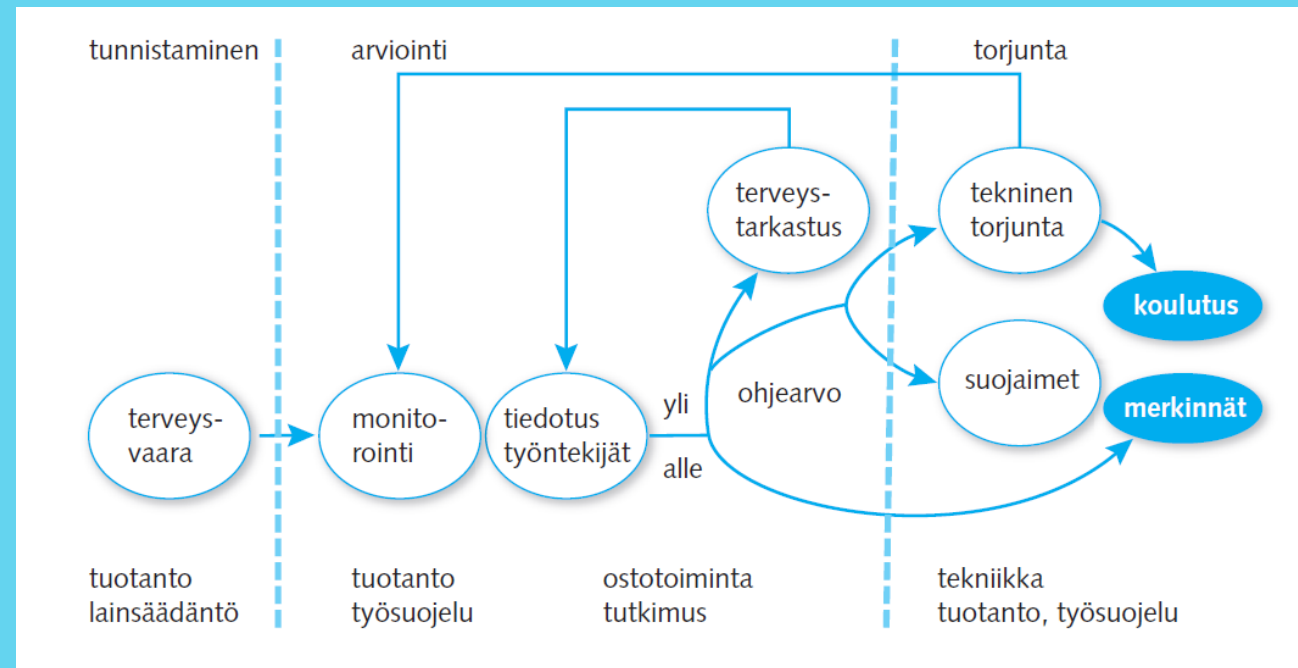 tunnistaminen
arviointi
torjunta
terveys-
tarkastus
tekninen
torjunta
koulutus
terveys-
vaara
monito-
rointi
tiedotus
työntekijät
yli
alle
ohjearvo
suojaimet
merkinnät
tuotanto
lainsäädäntö
tuotanto
työsuojelu
ostotoiminta
tutkimus
tekniikka
tuotanto, työsuojelu